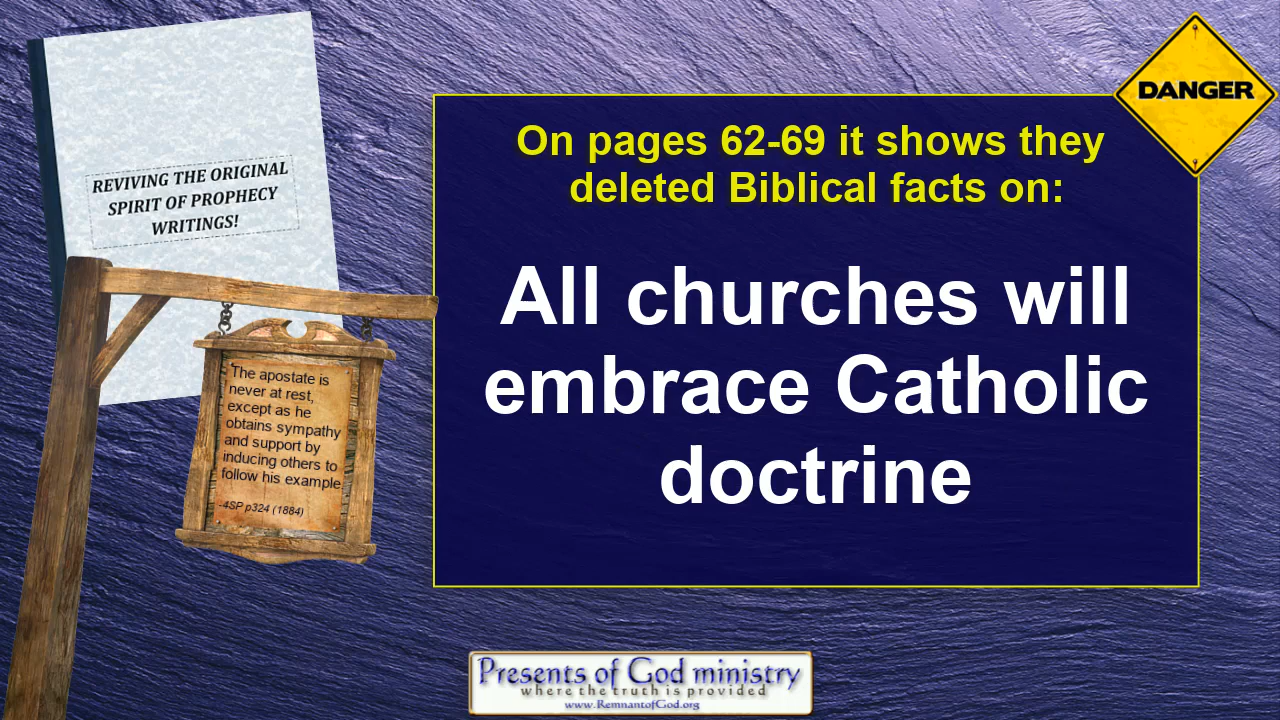 REVIVING THE ORIGINAL
SPIRIT OF PROPHECY
WRITINGS!
The apostate is
never at rest,
except as he
obtains sympathy
and support by
inducing others to
follow his example
-4SP p324 (1884)
DANGER
On pages 62-69 it shows they
deleted Biblical facts on:
All churches will
embrace Catholic
doctrine
Presents of God ministry
where the truth is provided
www.RemnantofGod.org